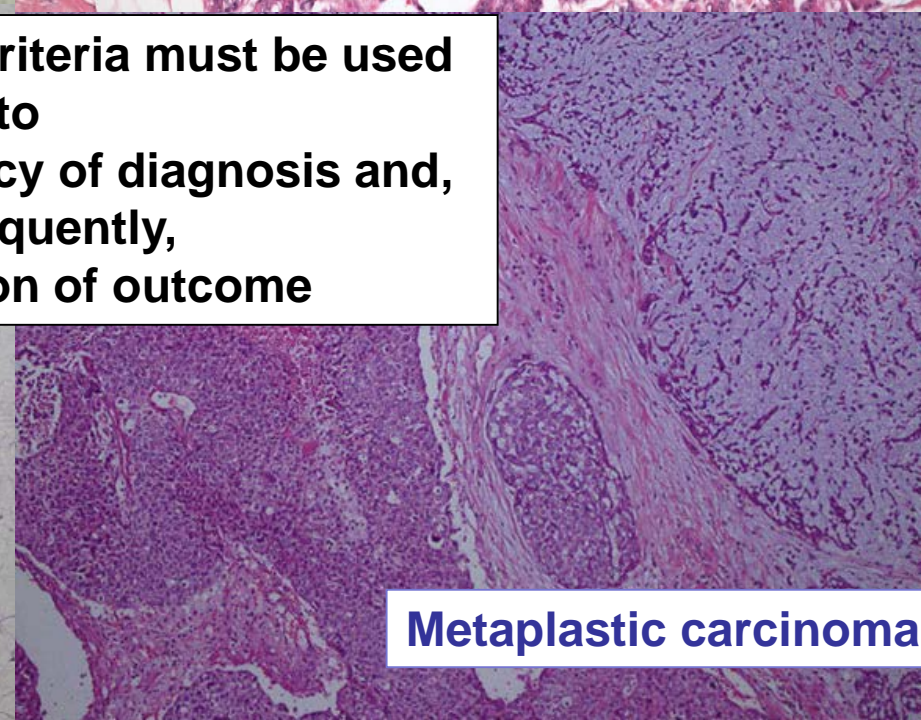 riteria must be used
to
cy of diagnosis and,
quently,
on of outcome
Metaplastic carcinoma